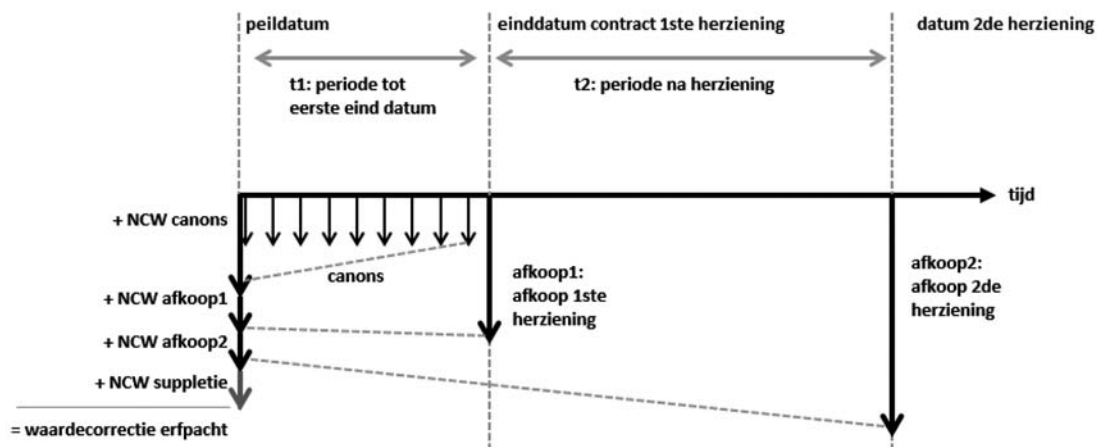 peildatum
einddatum contract 1ste herziening
datum 2de herziening
t1: periode tot
eerste eind datum
t2: periode na herziening
tijd
+ NCW canons
canons
afkoop1:
afkoop 1ste
herziening
afkoop2:
afkoop 2de
herziening
+ NCW afkoop1
+ NCW afkoop2
+ NCW suppletie
= waardecorrectie erfpacht